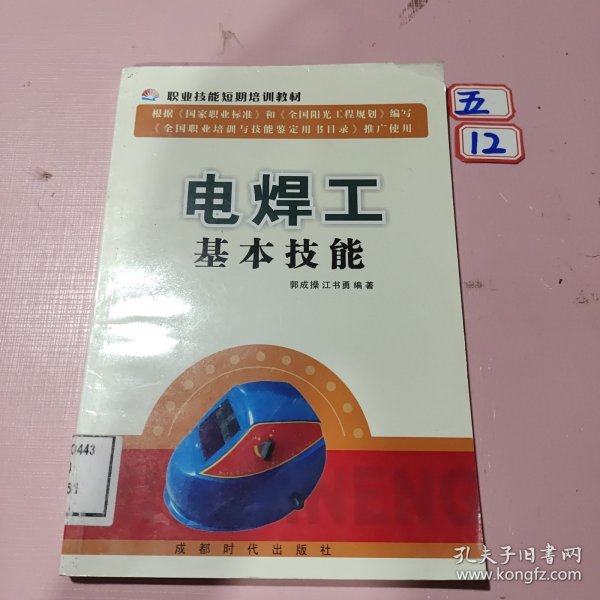 职业技能短期培训教材
根据《国家职业标准》和《全国阳光工程规划》编写
《全国职业培训与技能鉴定用书目录》推广使用
五
12
电焊工
基本技能
郭成操 江书勇 编著
443
NENG
成都时代出版社
孔夫子旧书网
www.kongfz.com